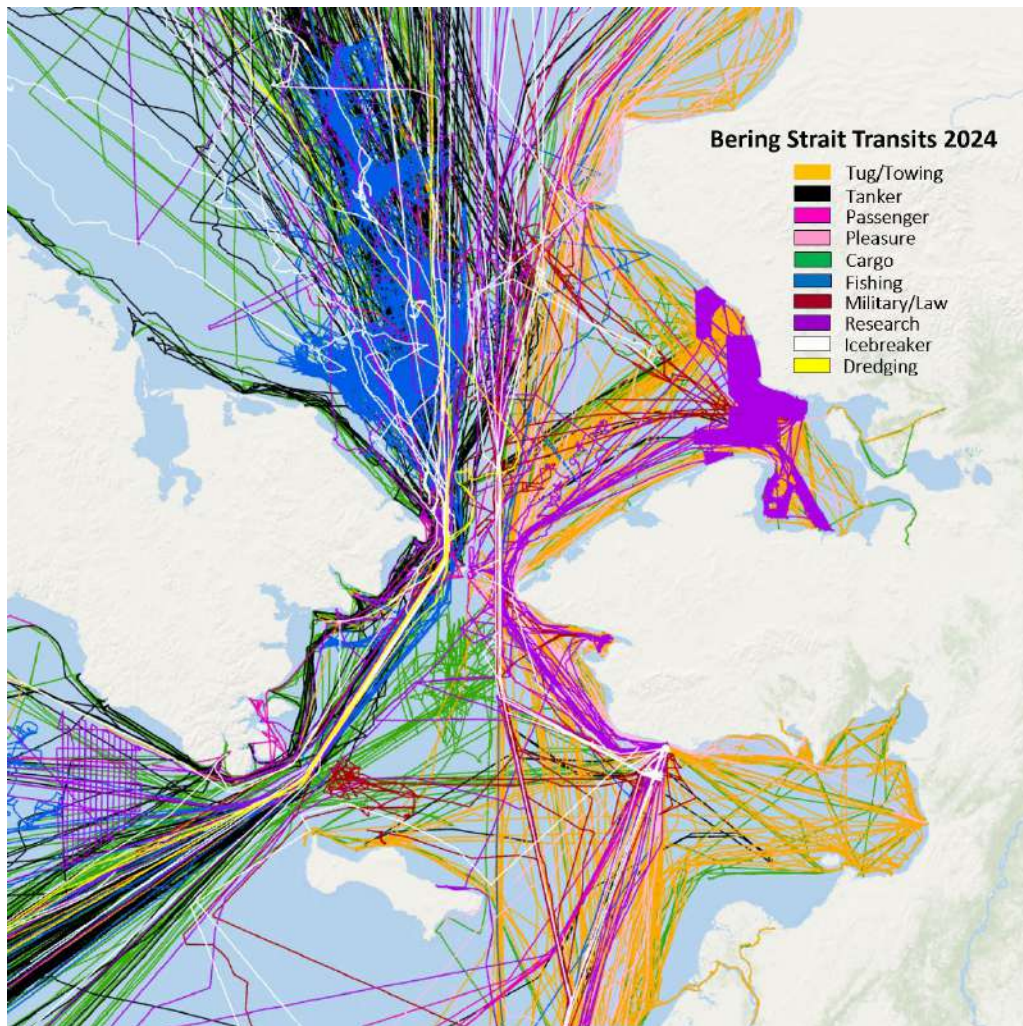 Bering Strait Transits 2024
Tug/Towing
Tanker
Passenger
Pleasure
Cargo
Fishing
Military/Law
Research
Icebreaker
Dredging